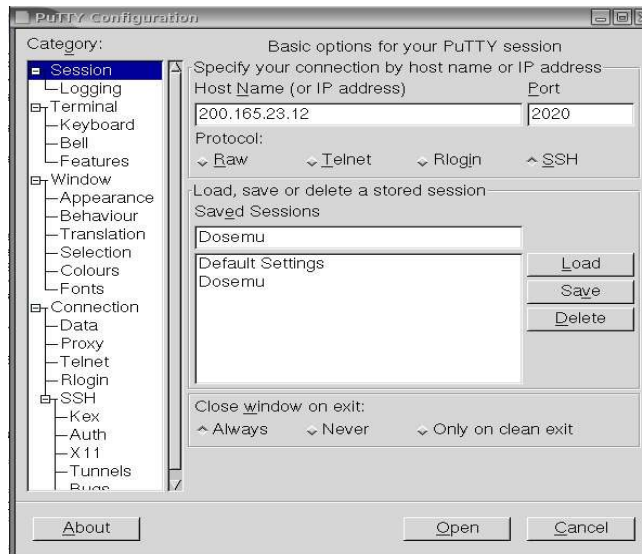 PuTTY Configuration
Category:
Session
Logging
Terminal
Keyboard
Bell
Features
Window
Appearance
Behaviour
Translation
Selection
Colours
Fonts
Connection
Data
Proxy
Telnet
Rlogin
SSH
Kex
Auth
X11
Tunnels
Bugs
Basic options for your PuTTY session
Specify your connection by host name or IP address
Host Name (or IP address) Port
200.165.23.12 2020
Protocol:
Raw Telnet Rlogin SSH
Load, save or delete a stored session
Saved Sessions
Dosemu
Default Settings
Dosemu
Load
Save
Delete
Close window on exit:
Always Never Only on clean exit
About Open Cancel